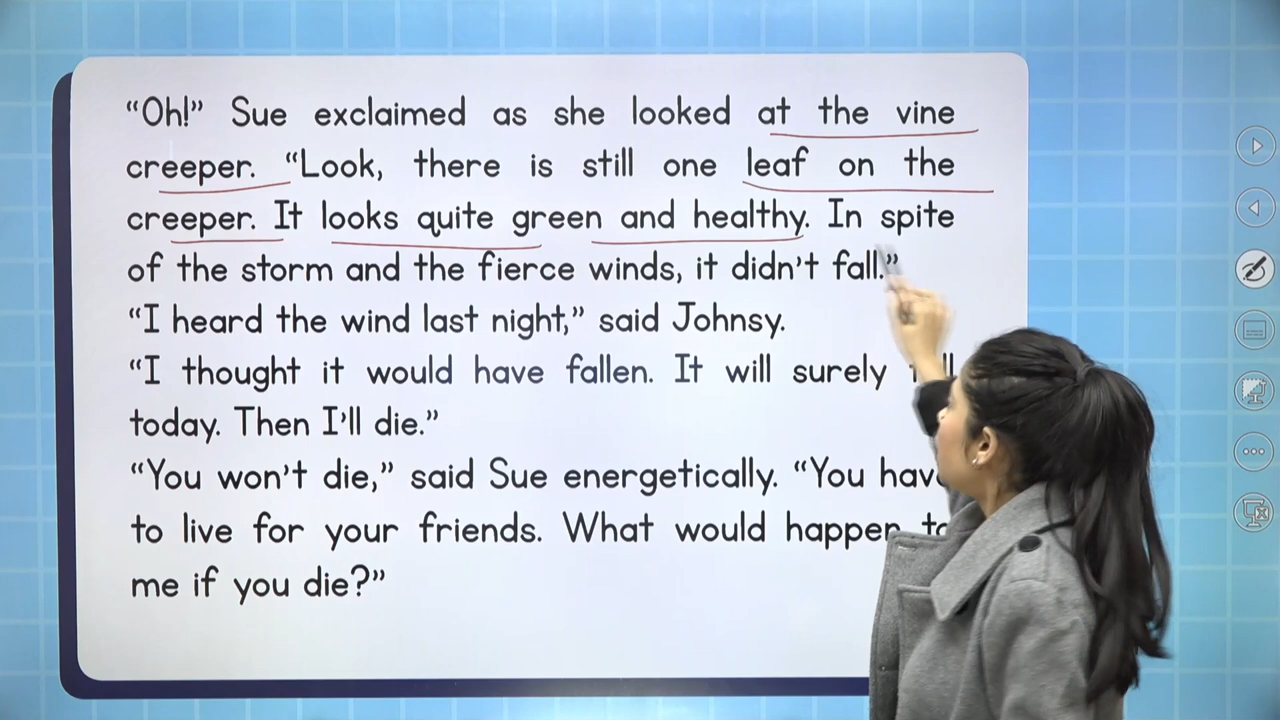 “Oh!” Sue exclaimed as she looked at the vine
creeper. “Look, there is still one leaf on the
creeper. It looks quite green and healthy. In spite
of the storm and the fierce winds, it didn’t fall.”
“I heard the wind last night,” said Johnsy.
“I thought it would have fallen. It will surely
today. Then I’ll die.”
“You won’t die,” said Sue energetically. “You have
to live for your friends. What would happen to
me if you die?”